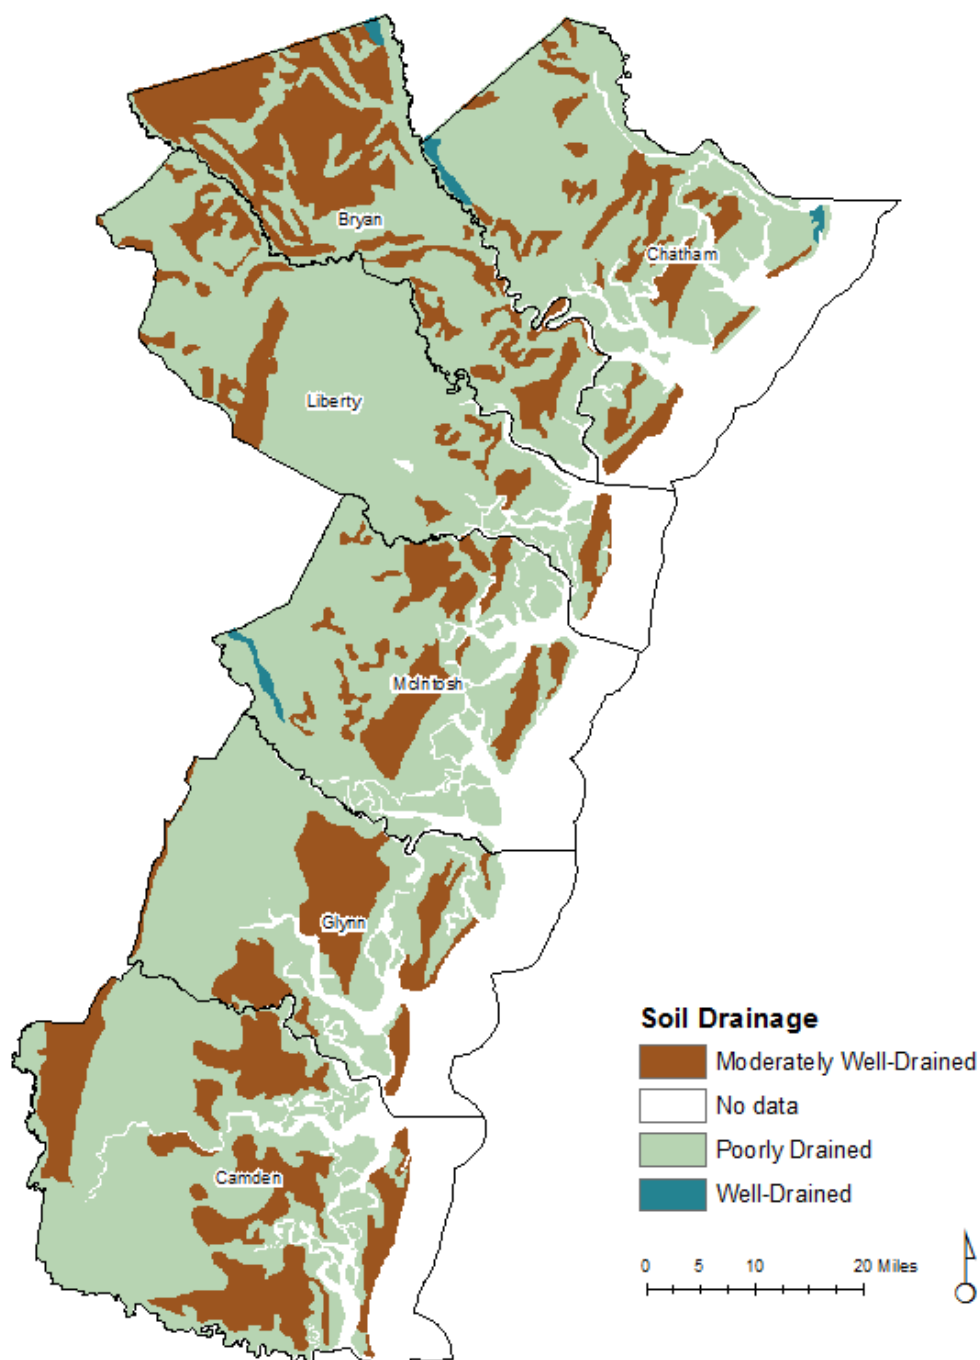 Bryan
Chatham
Liberty
McIntosh
Glynn
Camden
Soil Drainage
Moderately Well-Drained
No data
Poorly Drained
Well-Drained
0 5 10 20 Miles